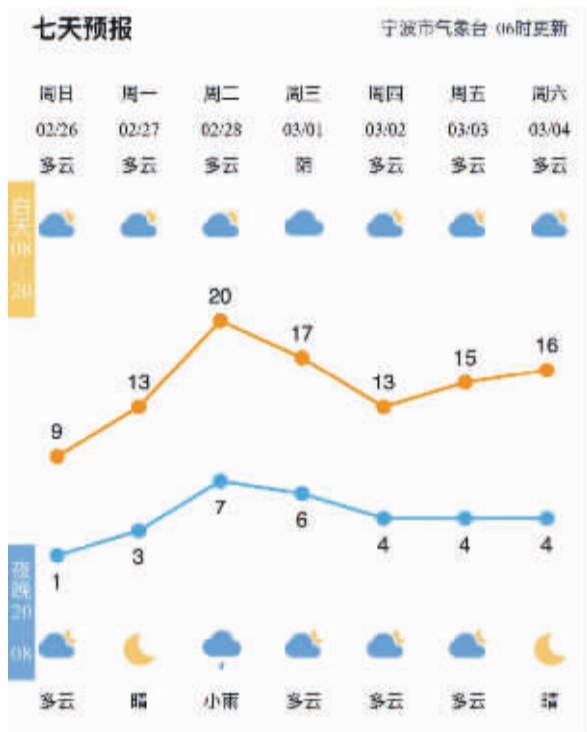 七天预报
宁波市气象台 06时更新
周日 周一 周二 周三 周四 周五 周六
02/26 02/27 02/28 03/01 03/02 03/03 03/04
多云 多云 多云 阴 多云 多云 多云
白天
08
20
20
17
16
15
13
13
9
7
6
4 4 4
3
1
夜晚
20
08
多云 晴 小雨 多云 多云 多云 晴